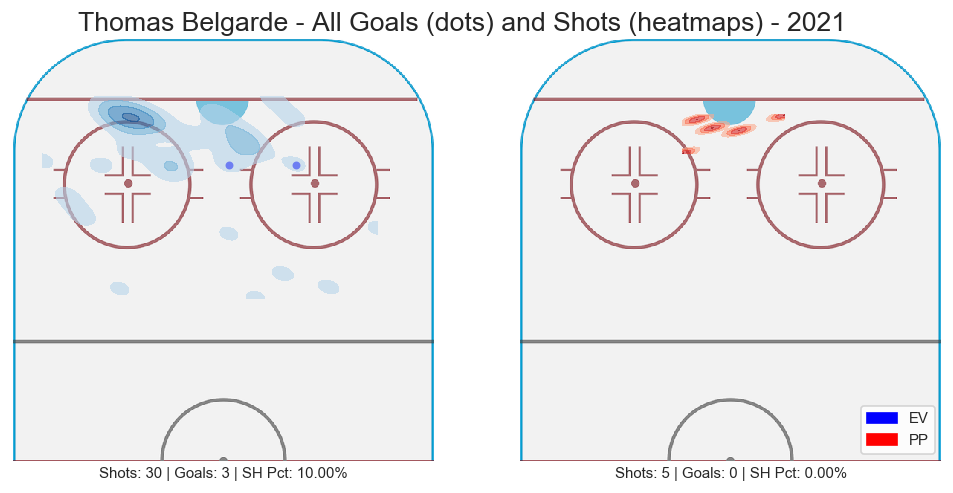 Thomas Belgarde - All Goals (dots) and Shots (heatmaps) - 2021
EV
PP
Shots: 30 | Goals: 3 | SH Pct: 10.00%
Shots: 5 | Goals: 0 | SH Pct: 0.00%